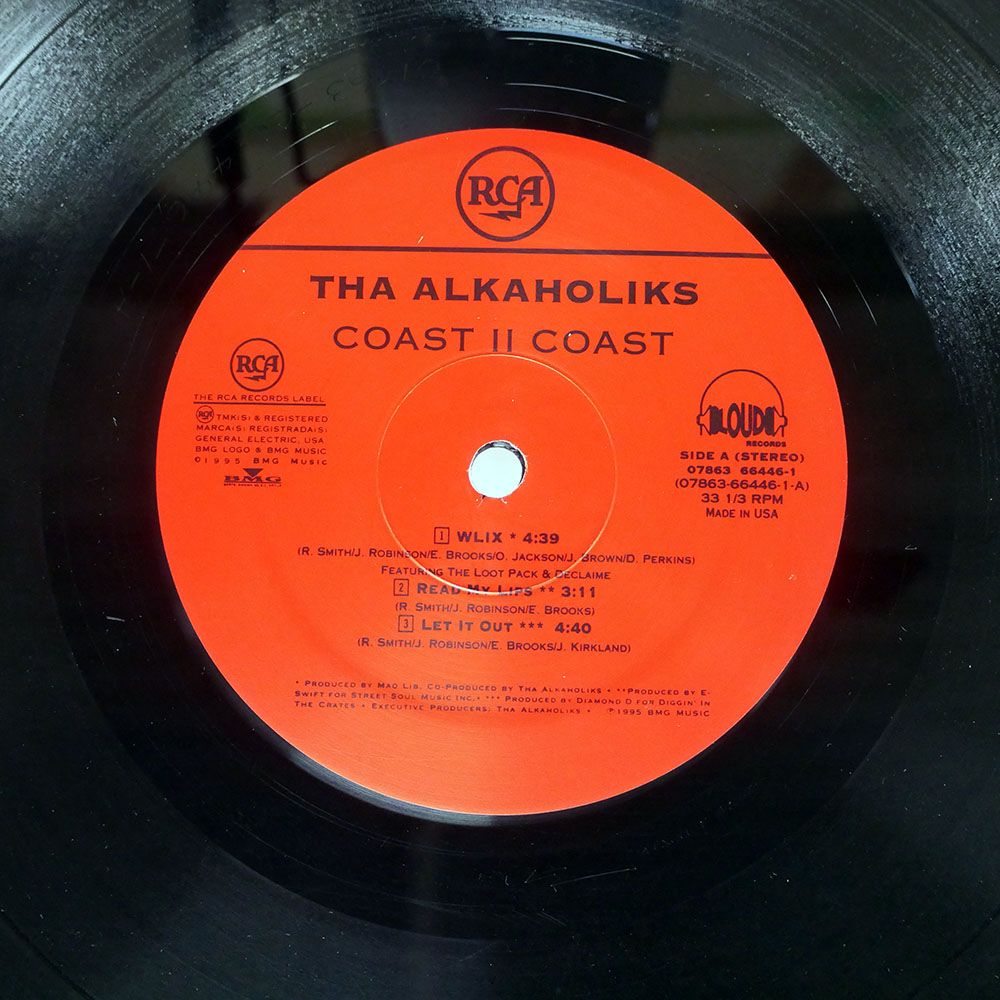 RCA
THA ALKAHOLIKS
COAST II COAST
RCA
THE RCA RECORDS LABEL
RCA TMK(S) & REGISTERED
MARCA(S) REGISTRADA(S)
GENERAL ELECTRIC, USA
BMG LOGO & BMG MUSIC
©1995 BMG MUSIC
BMG
LOUD
RECORDS
SIDE A (STEREO)
07863 66446-1
(07863-66446-1-A)
33 1/3 RPM
MADE IN USA
1 WLIX * 4:39
(R. SMITH/J. ROBINSON/E. BROOKS/O. JACKSON/J. BROWN/D. PERKINS)
FEATURING THE LOOT PACK & DECLAIME
2 READ MY LIPS ** 3:11
(R. SMITH/J. ROBINSON/E. BROOKS)
3 LET IT OUT *** 4:40
(R. SMITH/J. ROBINSON/E. BROOKS/J. KIRKLAND)
* PRODUCED BY MAD LIB, CO-PRODUCED BY THA ALKAHOLIKS • **PRODUCED BY E-
SWIFT FOR STREET SOUL MUSIC INC. • *** PRODUCED BY DIAMOND D FOR DIGGIN' IN
THE CRATES • EXECUTIVE PRODUCERS: THA ALKAHOLIKS • ℗1995 BMG MUSIC